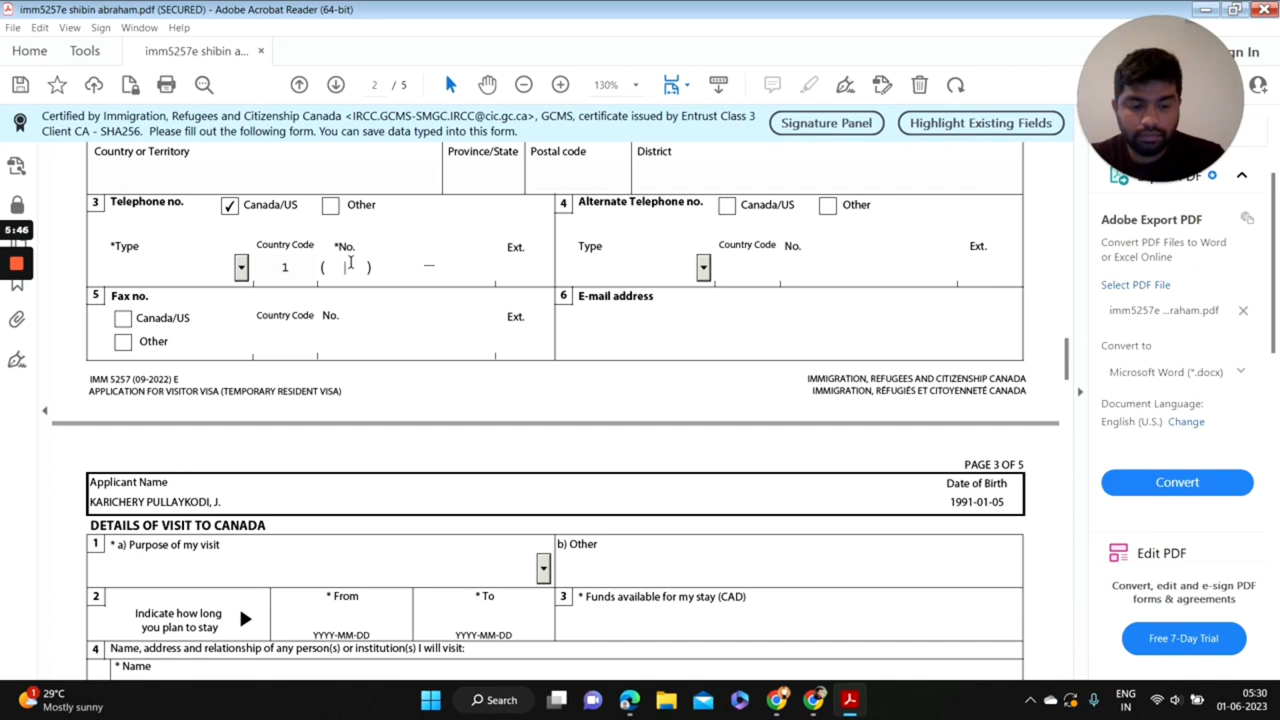 imm5257e shibin abraham.pdf (SECURED) - Adobe Acrobat Reader (64-bit)
File Edit View Sign Window Help
Home Tools imm5257e shibin a... × Sign In
2 / 5 130%
Certified by Immigration, Refugees and Citizenship Canada <IRCC.GCMS-SMGC.IRCC@cic.gc.ca>, GCMS, certificate issued by Entrust Class 3
Client CA - SHA256. Please fill out the following form. You can save data typed into this form.
Signature Panel
Highlight Existing Fields
Country or Territory Province/State Postal code District
3 Telephone no. ✓ Canada/US Other
*Type Country Code *No. Ext.
1 ( ) —
4 Alternate Telephone no. Canada/US Other
Type Country Code No. Ext.
5 Fax no.
Canada/US Country Code No. Ext.
Other
6 E-mail address
IMM 5257 (09-2022) E
APPLICATION FOR VISITOR VISA (TEMPORARY RESIDENT VISA)
IMMIGRATION, REFUGEES AND CITIZENSHIP CANADA
IMMIGRATION, RÉFUGIÉS ET CITOYENNETÉ CANADA
PAGE 3 OF 5
Applicant Name Date of Birth
KARICHERY PULLAYKODI, J. 1991-01-05
DETAILS OF VISIT TO CANADA
1 * a) Purpose of my visit b) Other
2 Indicate how long
you plan to stay
* From * To
YYYY-MM-DD YYYY-MM-DD
3 * Funds available for my stay (CAD)
4 Name, address and relationship of any person(s) or institution(s) I will visit:
* Name
5:46
Adobe Export PDF
Convert PDF Files to Word
or Excel Online
Select PDF File
imm5257e ...raham.pdf
Convert to
Microsoft Word (*.docx)
Document Language:
English (U.S.) Change
Convert
Edit PDF
Convert, edit and e-sign PDF
forms & agreements
Free 7-Day Trial
1
29°C
Mostly sunny
Search
ENG
IN
05:30
01-06-2023